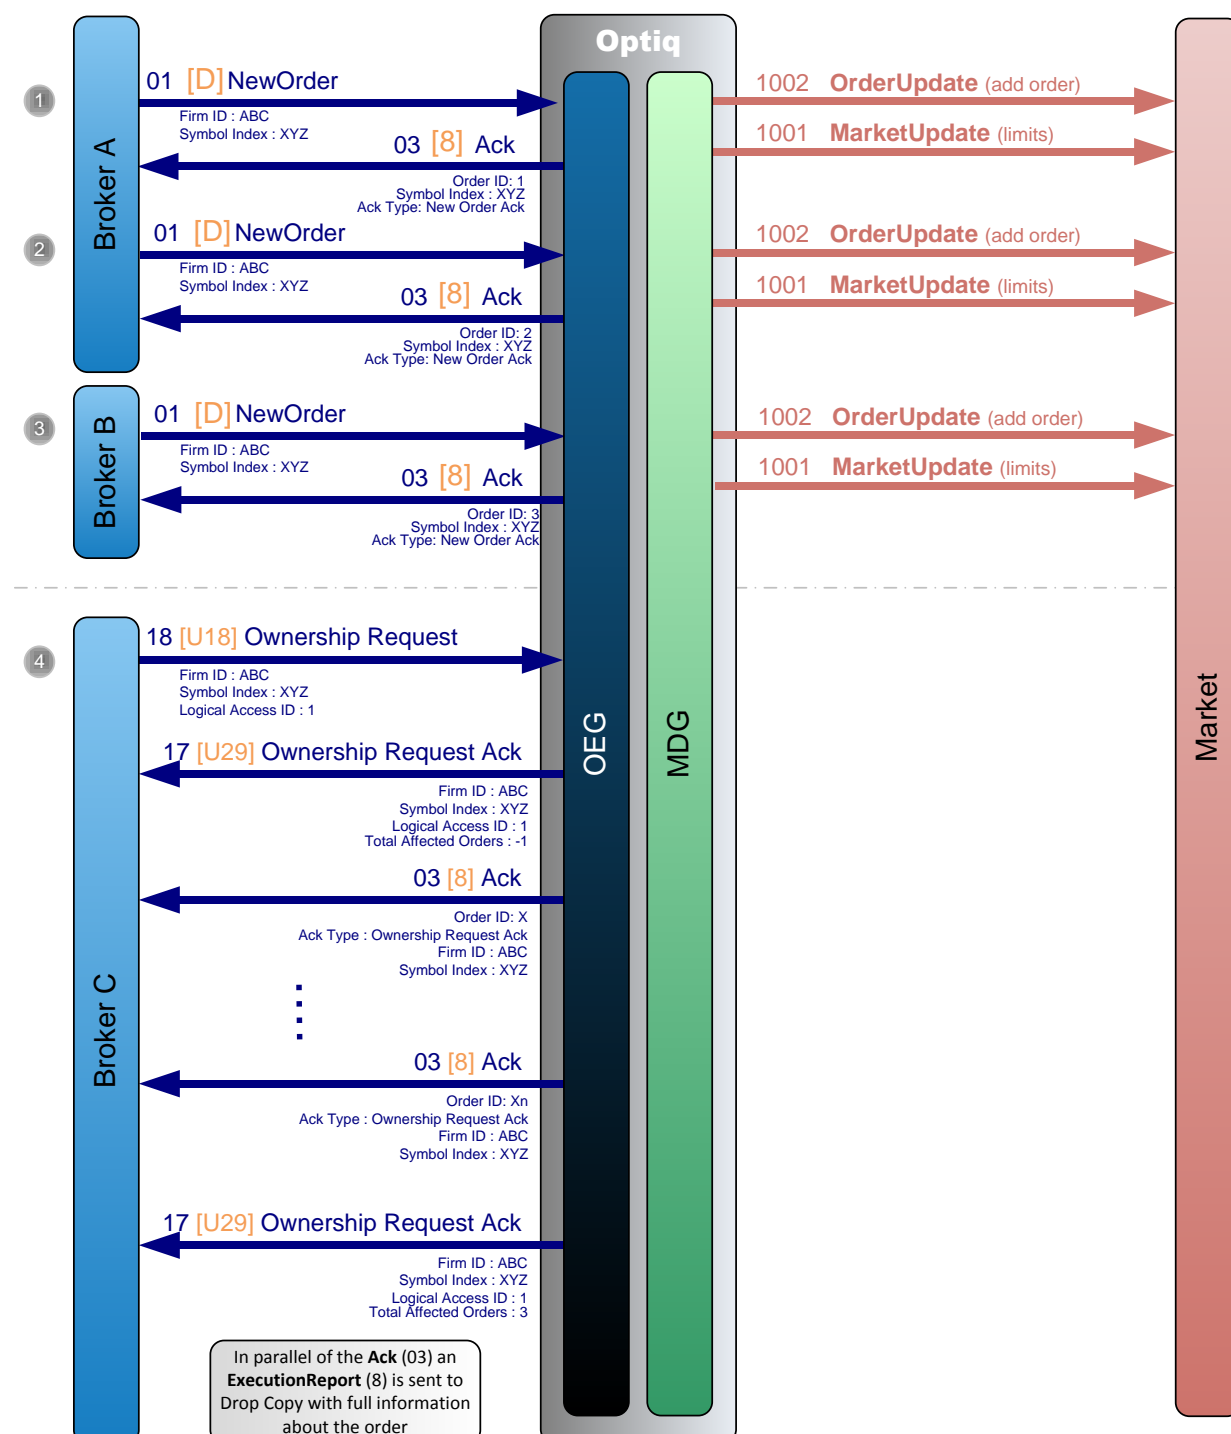 Optiq
1
01 [D] NewOrder
Firm ID : ABC
Symbol Index : XYZ
1002 OrderUpdate (add order)
1001 MarketUpdate (limits)
03 [8] Ack
Order ID: 1
Symbol Index : XYZ
Ack Type: New Order Ack
Broker A
2
01 [D] NewOrder
Firm ID : ABC
Symbol Index : XYZ
1002 OrderUpdate (add order)
1001 MarketUpdate (limits)
03 [8] Ack
Order ID: 2
Symbol Index : XYZ
Ack Type: New Order Ack
Broker B
3
01 [D] NewOrder
Firm ID : ABC
Symbol Index : XYZ
1002 OrderUpdate (add order)
1001 MarketUpdate (limits)
03 [8] Ack
Order ID: 3
Symbol Index : XYZ
Ack Type: New Order Ack
4
18 [U18] Ownership Request
Firm ID : ABC
Symbol Index : XYZ
Logical Access ID : 1
OEG
MDG
Market
17 [U29] Ownership Request Ack
Firm ID : ABC
Symbol Index : XYZ
Logical Access ID : 1
Total Affected Orders : -1
03 [8] Ack
Order ID: X
Ack Type : Ownership Request Ack
Firm ID : ABC
Symbol Index : XYZ
Broker C
03 [8] Ack
Order ID: Xn
Ack Type : Ownership Request Ack
Firm ID : ABC
Symbol Index : XYZ
17 [U29] Ownership Request Ack
Firm ID : ABC
Symbol Index : XYZ
Logical Access ID : 1
Total Affected Orders : 3
In parallel of the Ack (03) an
ExecutionReport (8) is sent to
Drop Copy with full information
about the order